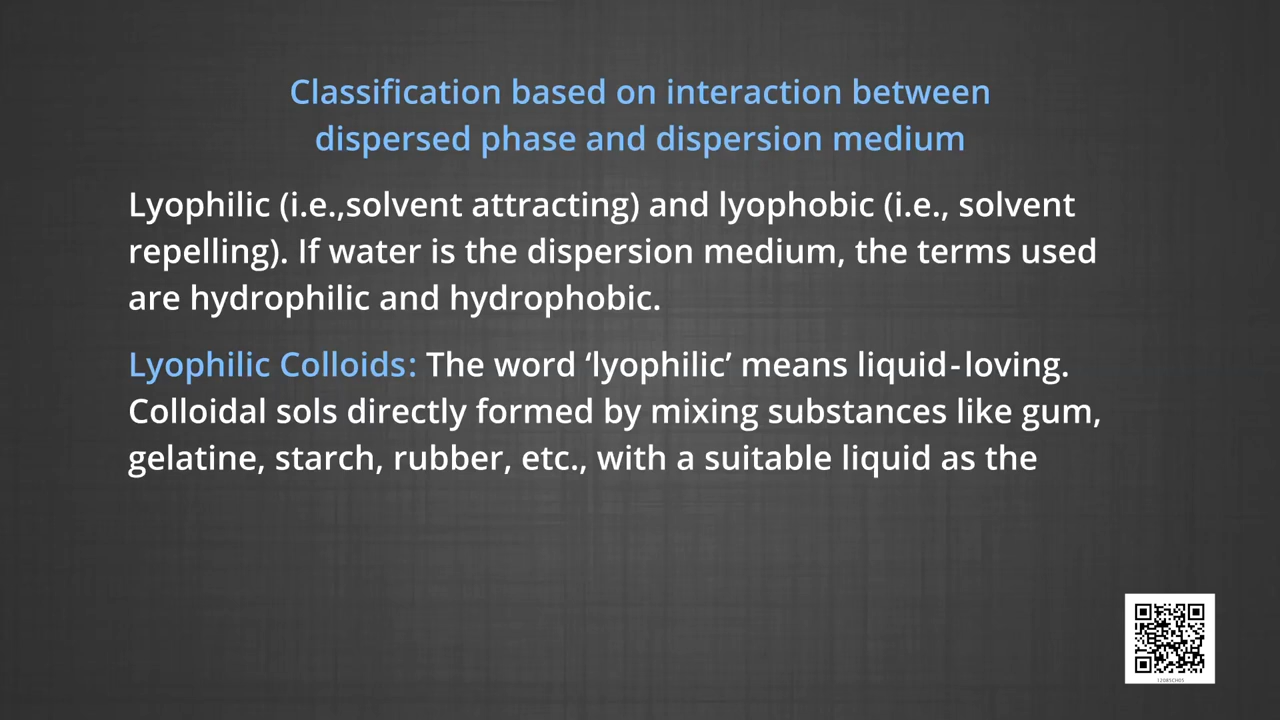 Classification based on interaction between
dispersed phase and dispersion medium
Lyophilic (i.e.,solvent attracting) and lyophobic (i.e., solvent
repelling). If water is the dispersion medium, the terms used
are hydrophilic and hydrophobic.
Lyophilic Colloids: The word ‘lyophilic’ means liquid-loving.
Colloidal sols directly formed by mixing substances like gum,
gelatine, starch, rubber, etc., with a suitable liquid as the
12085CH05